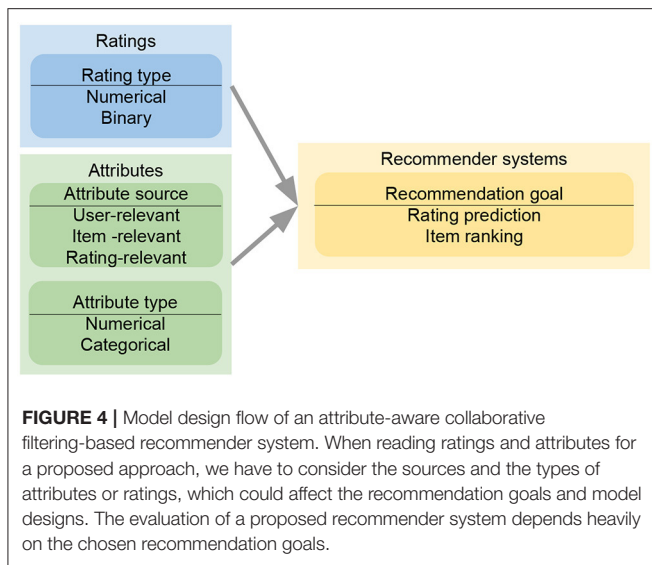 Ratings
Rating type
Numerical
Binary
Attributes
Attribute source
User-relevant
Item -relevant
Rating-relevant
Attribute type
Numerical
Categorical
Recommender systems
Recommendation goal
Rating prediction
Item ranking
FIGURE 4 | Model design flow of an attribute-aware collaborative
filtering-based recommender system. When reading ratings and attributes for
a proposed approach, we have to consider the sources and the types of
attributes or ratings, which could affect the recommendation goals and model
designs. The evaluation of a proposed recommender system depends heavily
on the chosen recommendation goals.